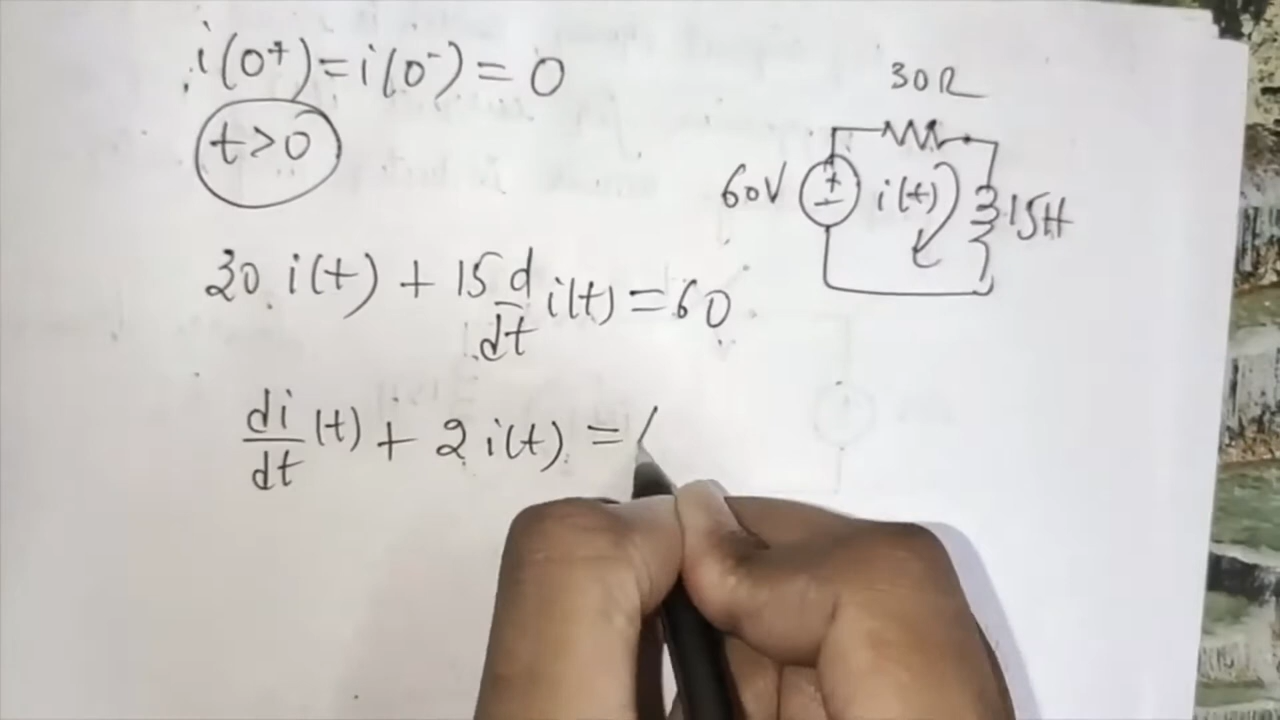 i(0⁺)=i(0⁻) = 0
t>0
30Ω
60V
+
−
i(t)
15H
30 i(t) + 15 d/dt i(t) = 60
di/dt (t) + 2 i(t) =